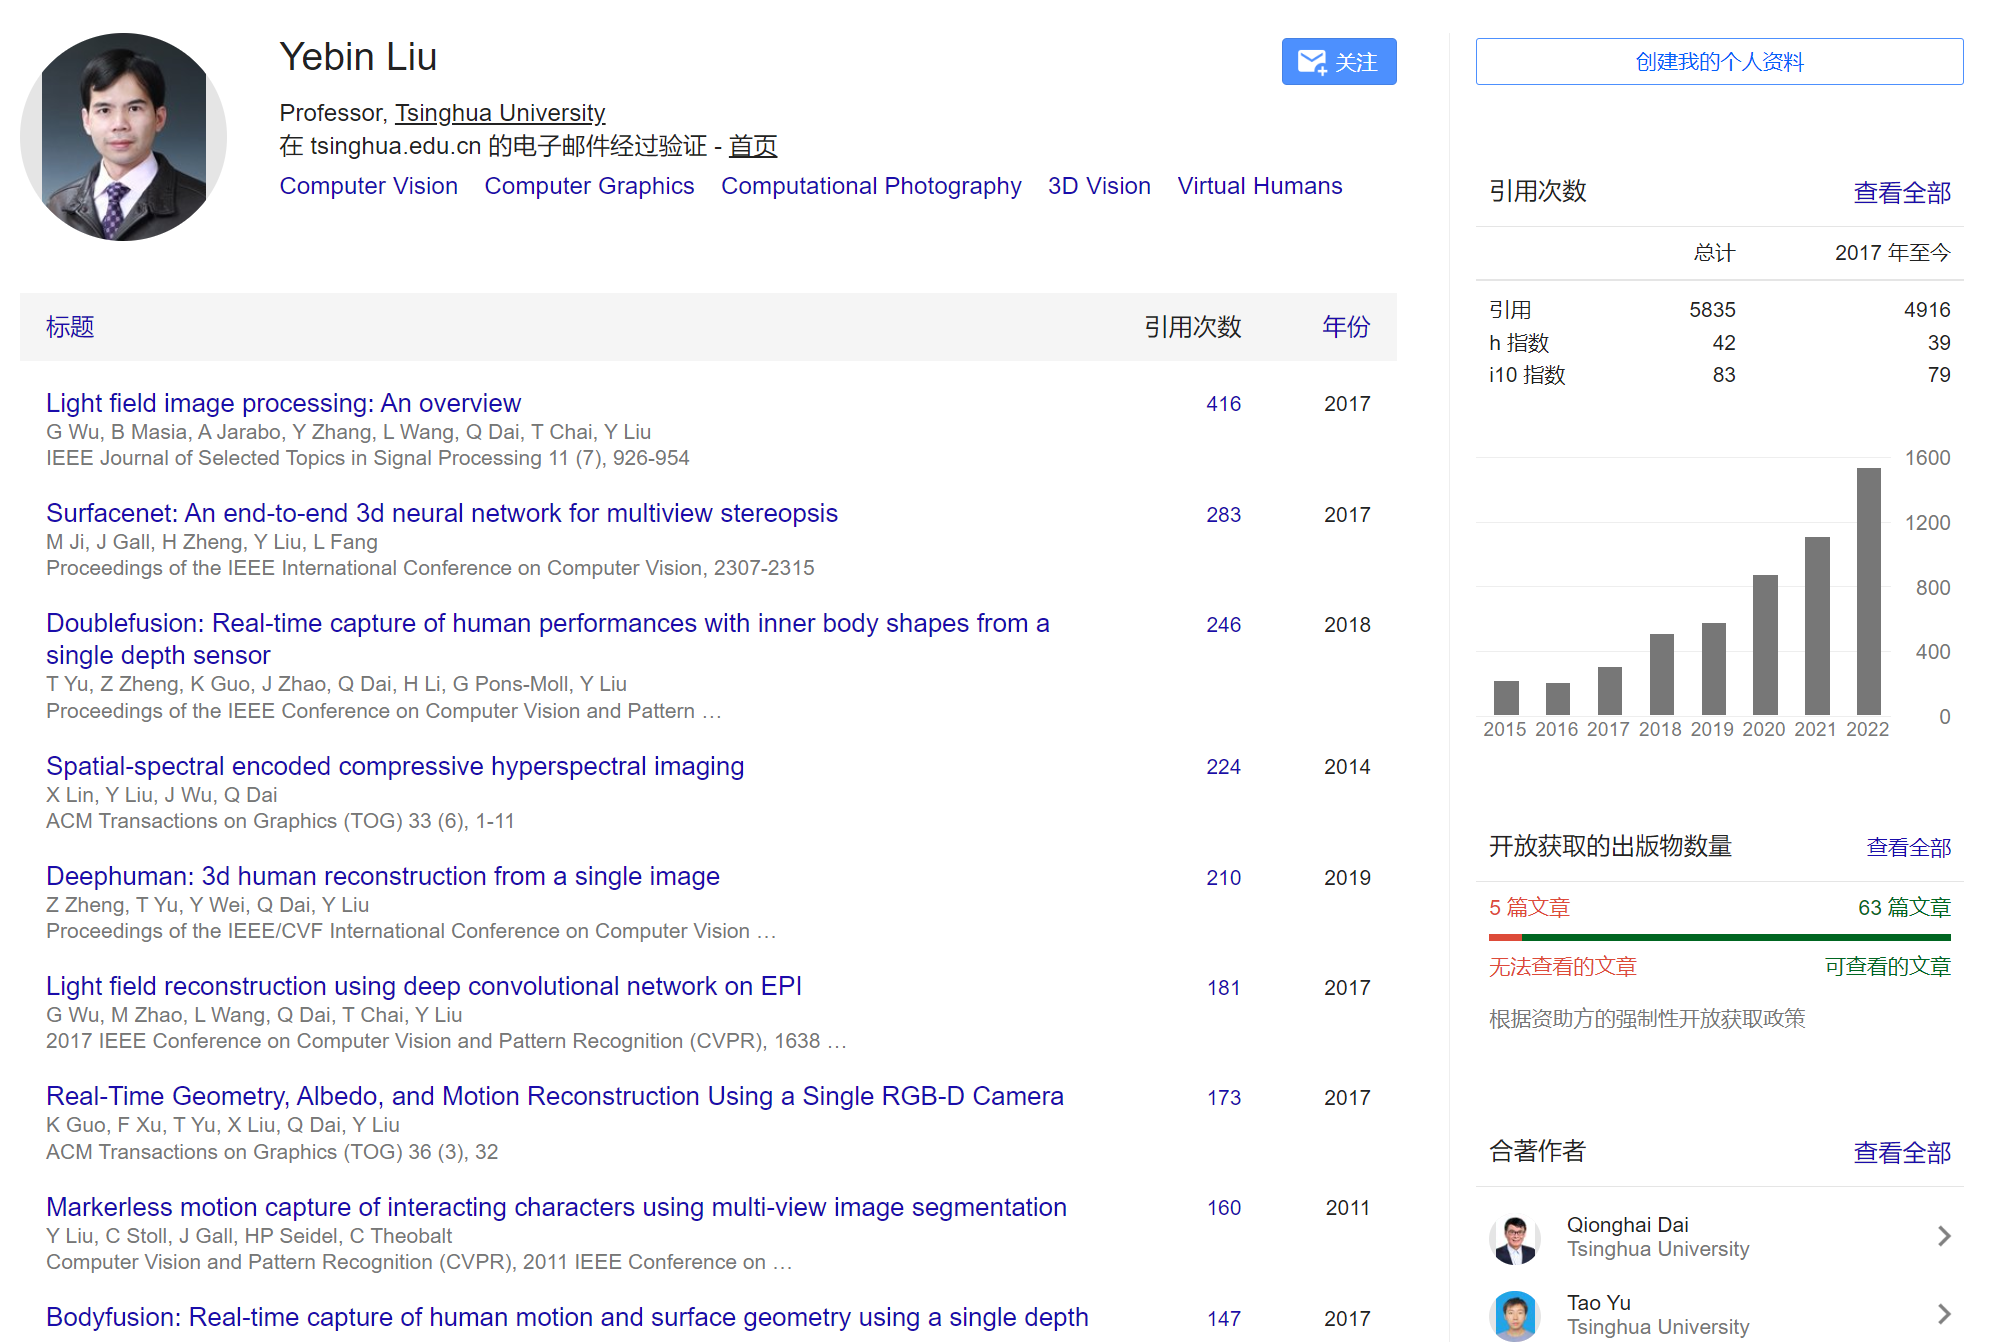 Yebin Liu
关注
Professor, Tsinghua University
在 tsinghua.edu.cn 的电子邮件经过验证 - 首页
Computer Vision Computer Graphics Computational Photography 3D Vision Virtual Humans
标题 引用次数 年份
Light field image processing: An overview 416 2017
G Wu, B Masia, A Jarabo, Y Zhang, L Wang, Q Dai, T Chai, Y Liu
IEEE Journal of Selected Topics in Signal Processing 11 (7), 926-954
Surfacenet: An end-to-end 3d neural network for multiview stereopsis 283 2017
M Ji, J Gall, H Zheng, Y Liu, L Fang
Proceedings of the IEEE International Conference on Computer Vision, 2307-2315
Doublefusion: Real-time capture of human performances with inner body shapes from a 246 2018
single depth sensor
T Yu, Z Zheng, K Guo, J Zhao, Q Dai, H Li, G Pons-Moll, Y Liu
Proceedings of the IEEE Conference on Computer Vision and Pattern …
Spatial-spectral encoded compressive hyperspectral imaging 224 2014
X Lin, Y Liu, J Wu, Q Dai
ACM Transactions on Graphics (TOG) 33 (6), 1-11
Deephuman: 3d human reconstruction from a single image 210 2019
Z Zheng, T Yu, Y Wei, Q Dai, Y Liu
Proceedings of the IEEE/CVF International Conference on Computer Vision …
Light field reconstruction using deep convolutional network on EPI 181 2017
G Wu, M Zhao, L Wang, Q Dai, T Chai, Y Liu
2017 IEEE Conference on Computer Vision and Pattern Recognition (CVPR), 1638 …
Real-Time Geometry, Albedo, and Motion Reconstruction Using a Single RGB-D Camera 173 2017
K Guo, F Xu, T Yu, X Liu, Q Dai, Y Liu
ACM Transactions on Graphics (TOG) 36 (3), 32
Markerless motion capture of interacting characters using multi-view image segmentation 160 2011
Y Liu, C Stoll, J Gall, HP Seidel, C Theobalt
Computer Vision and Pattern Recognition (CVPR), 2011 IEEE Conference on …
Bodyfusion: Real-time capture of human motion and surface geometry using a single depth 147 2017
创建我的个人资料
引用次数 查看全部
总计 2017 年至今
引用 5835 4916
h 指数 42 39
i10 指数 83 79
1600
1200
800
400
0
2015 2016 2017 2018 2019 2020 2021 2022
开放获取的出版物数量 查看全部
5 篇文章 63 篇文章
无法查看的文章 可查看的文章
根据资助方的强制性开放获取政策
合著作者 查看全部
Qionghai Dai
Tsinghua University
Tao Yu
Tsinghua University